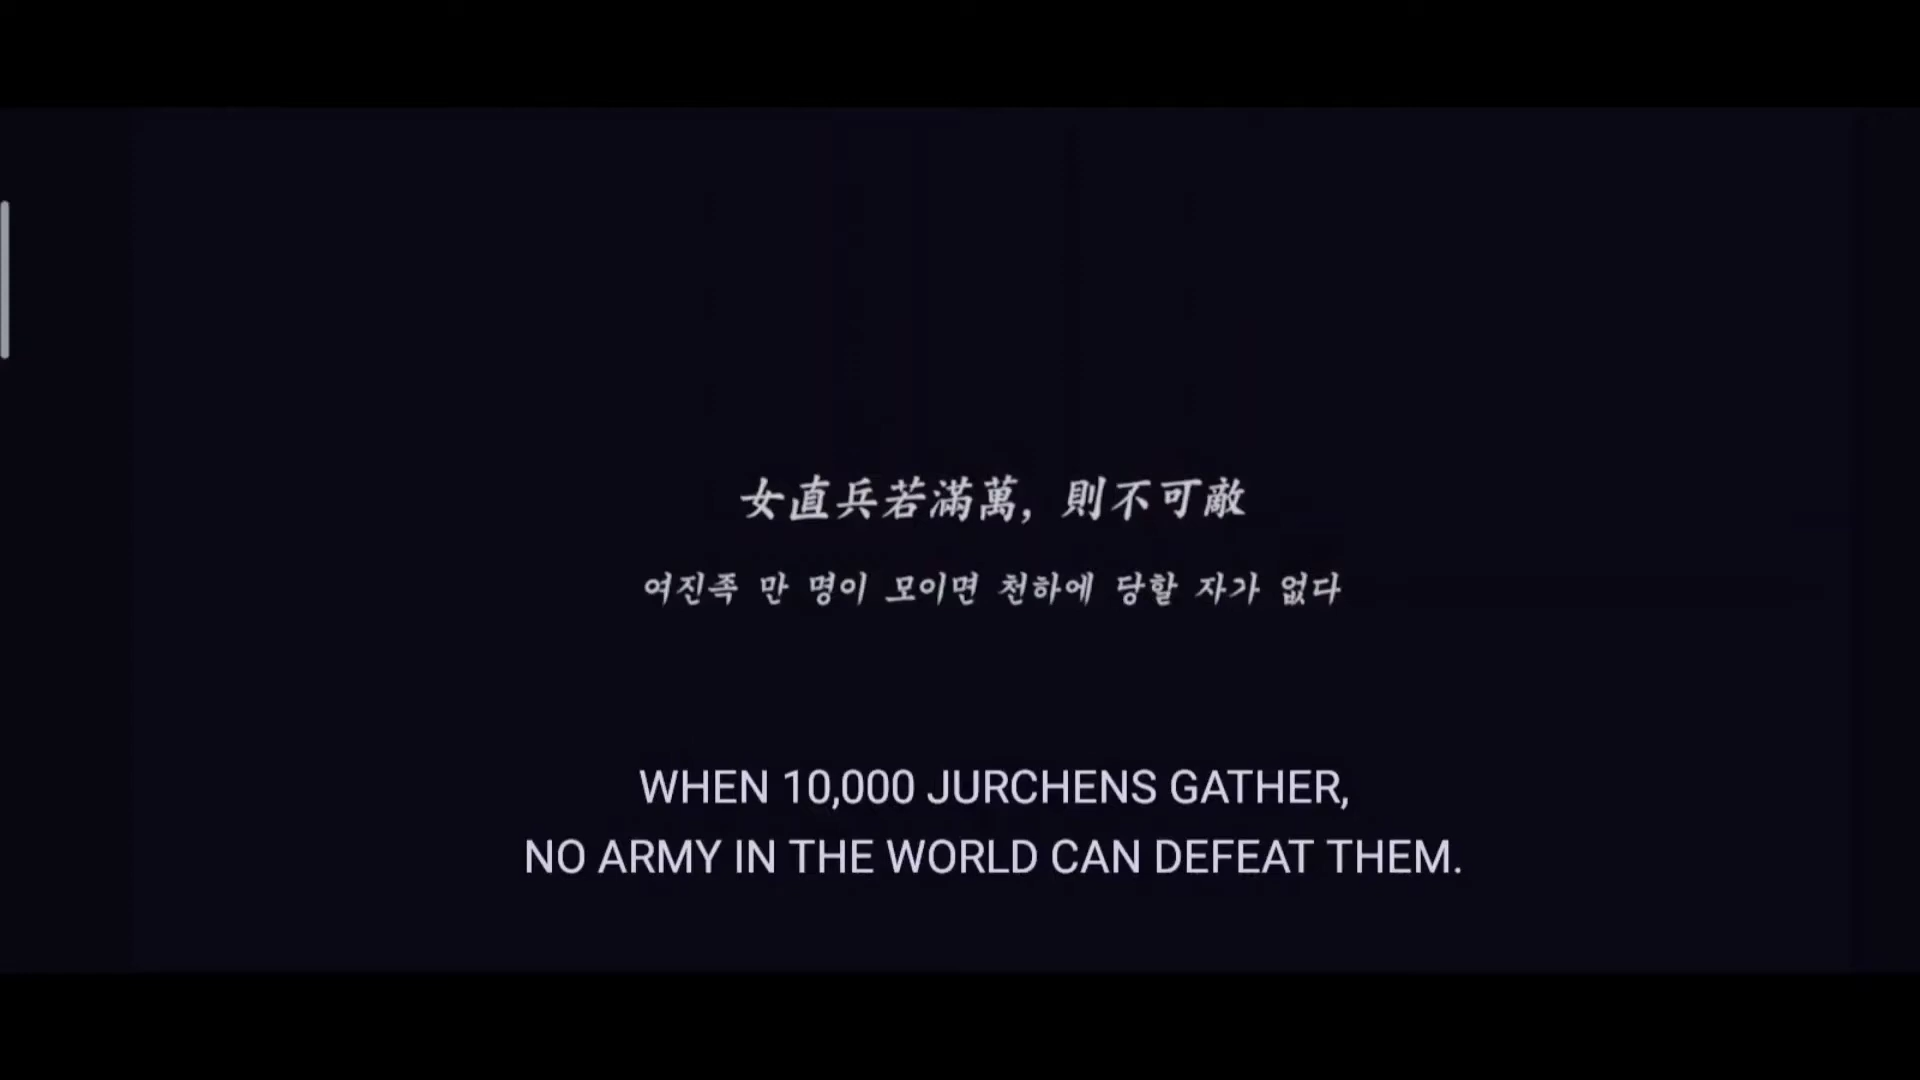 女直兵若滿萬, 則不可敵
여진족 만 명이 모이면 천하에 당할 자가 없다
WHEN 10,000 JURCHENS GATHER,
NO ARMY IN THE WORLD CAN DEFEAT THEM.